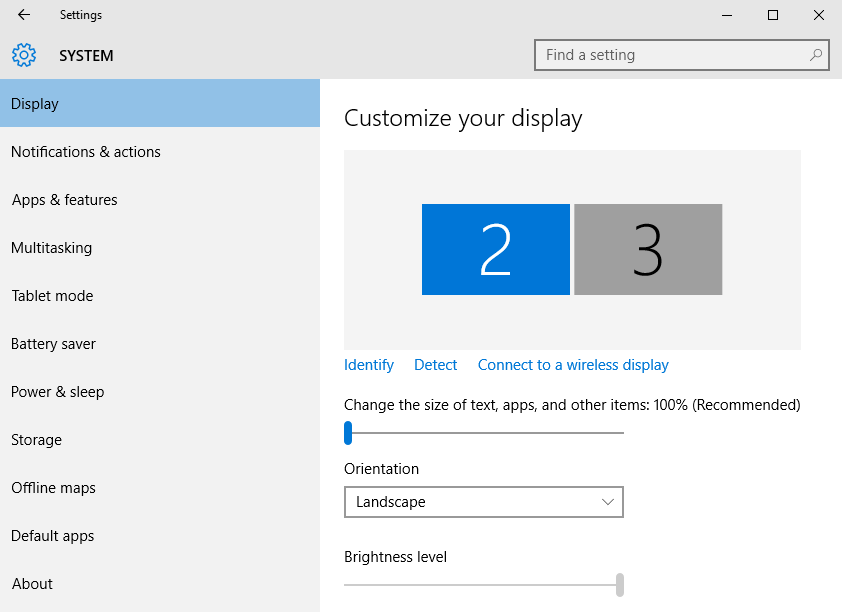 Settings
SYSTEM
Find a setting
Display
Notifications & actions
Apps & features
Multitasking
Tablet mode
Battery saver
Power & sleep
Storage
Offline maps
Default apps
About
Customize your display
2 3
Identify Detect Connect to a wireless display
Change the size of text, apps, and other items: 100% (Recommended)
Orientation
Landscape
Brightness level